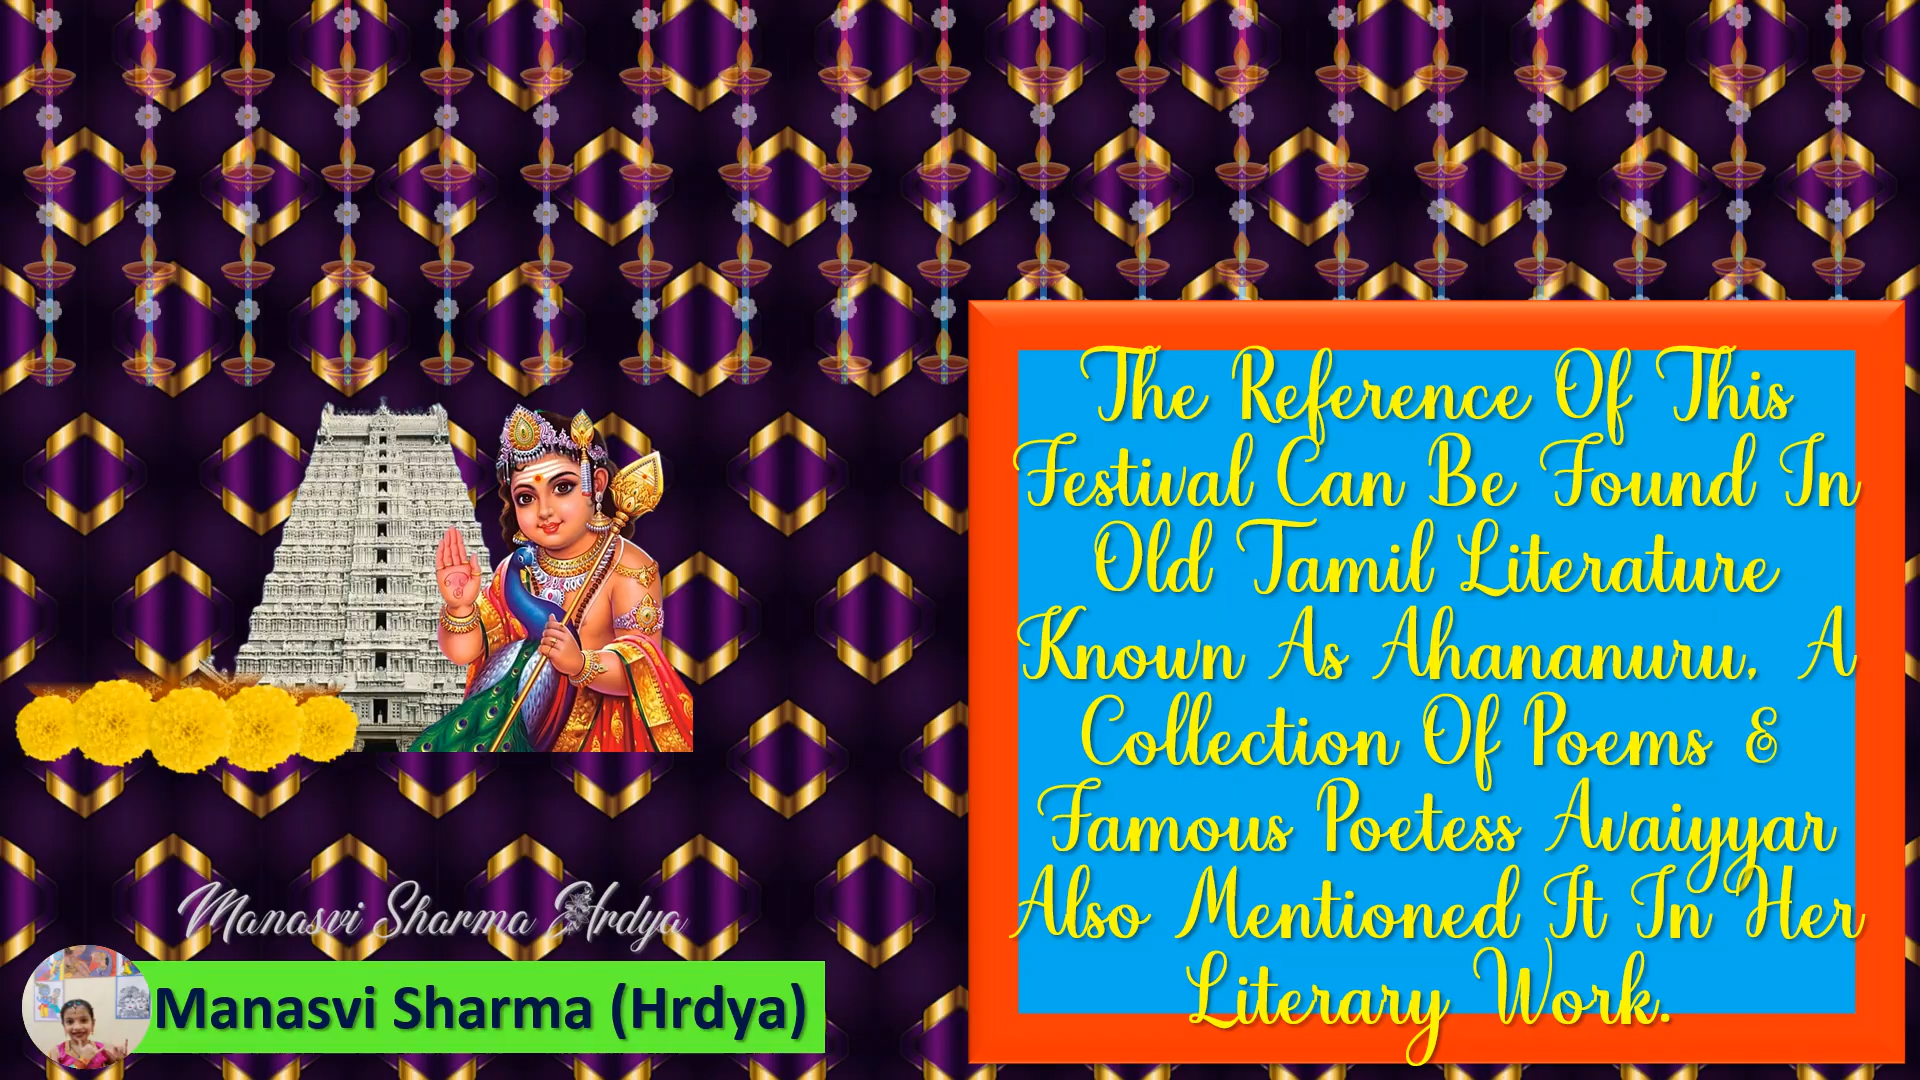 The Reference Of This
Festival Can Be Found In
Old Tamil Literature
Known As Ahananuru, A
Collection Of Poems &
Famous Poetess Avaiyyar
Also Mentioned It In Her
Literary Work.
Manasvi Sharma Hrdya
Manasvi Sharma (Hrdya)